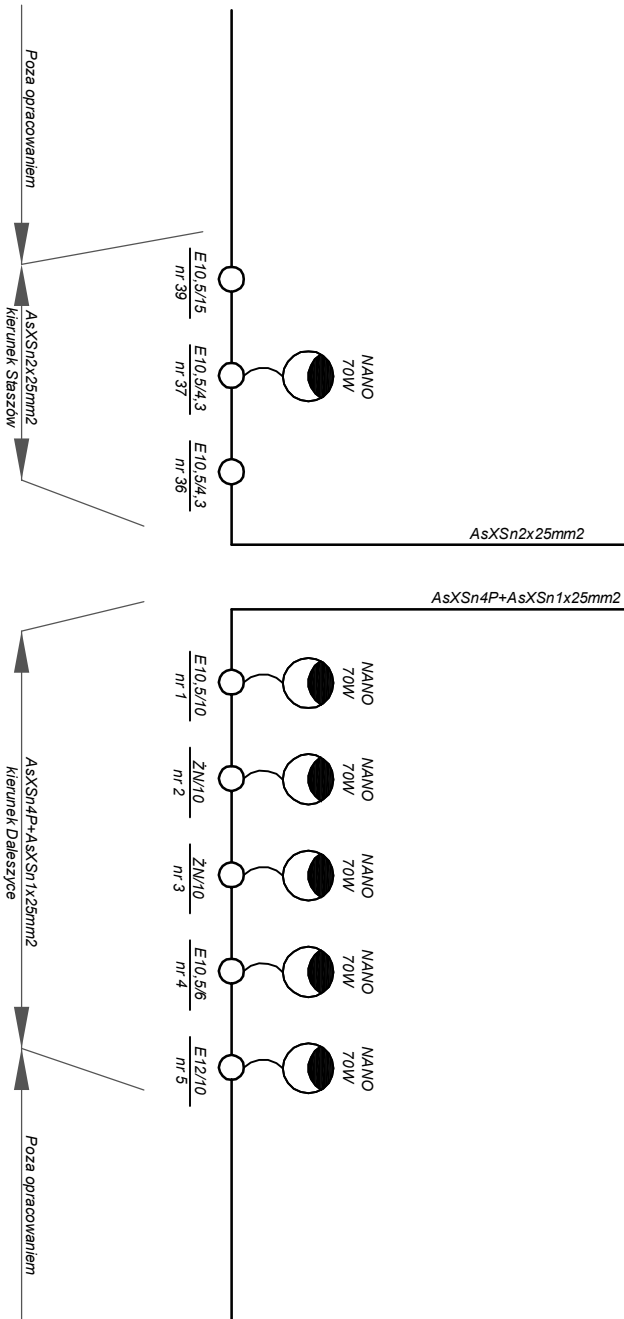 Poza opracowaniem
AsXSn2x25mm2
kierunek Staszów
E10,5/15
nr 39
E10,5/4,3
nr 37
NANO
70W
E10,5/4,3
nr 36
AsXSn2x25mm2
AsXSn4P+AsXSn1x25mm2
AsXSn4P+AsXSn1x25mm2
kierunek Daleszyce
E10,5/10
nr 1
NANO
70W
ŻN/10
nr 2
NANO
70W
ŻN/10
nr 3
NANO
70W
E10,5/6
nr 4
NANO
70W
E12/10
nr 5
NANO
70W
Poza opracowaniem